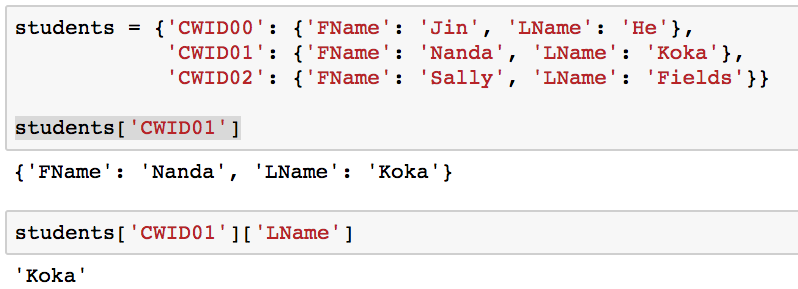 students = {'CWID00': {'FName': 'Jin', 'LName': 'He'},
            'CWID01': {'FName': 'Nanda', 'LName': 'Koka'},
            'CWID02': {'FName': 'Sally', 'LName': 'Fields'}}
students['CWID01']
{'FName': 'Nanda', 'LName': 'Koka'}
students['CWID01']['LName']
'Koka'